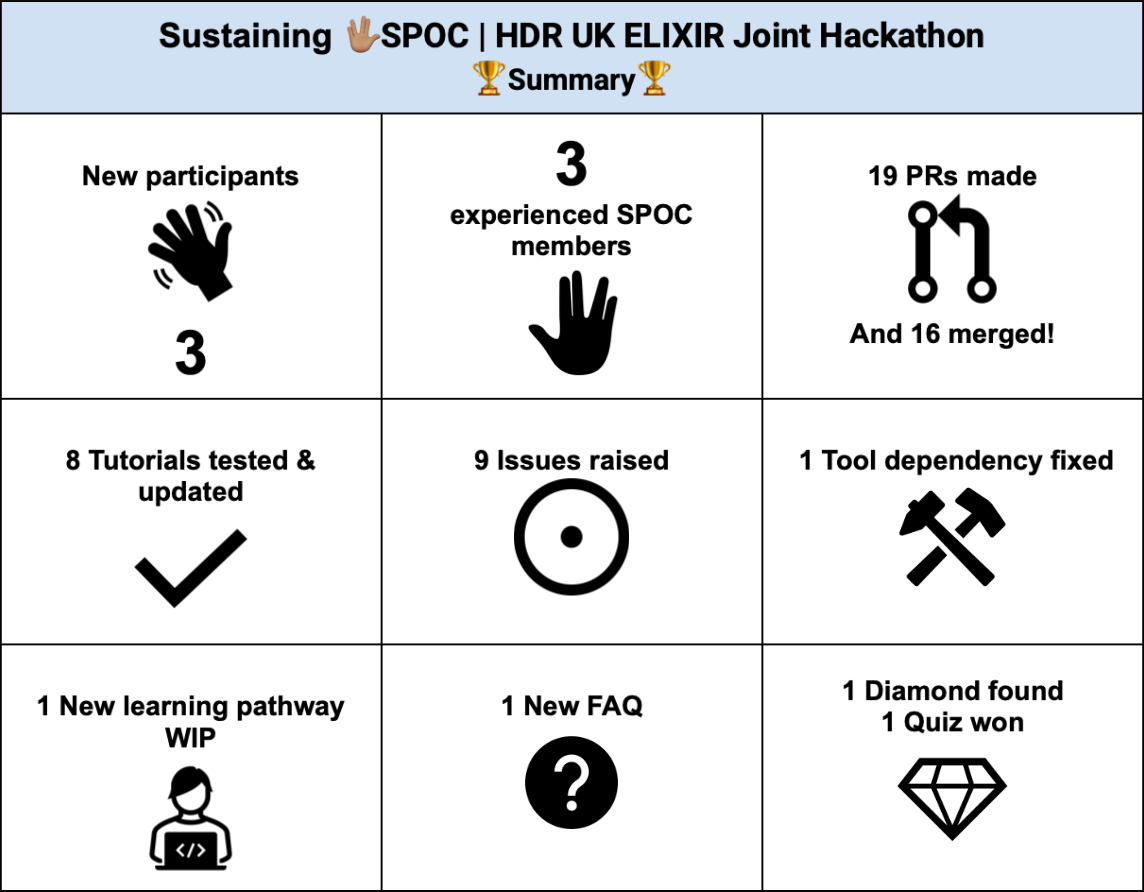 Sustaining 🖖🏽SPOC | HDR UK ELIXIR Joint Hackathon
🏆Summary🏆
New participants
3
3
experienced SPOC
members
19 PRs made
And 16 merged!
8 Tutorials tested &
updated
9 Issues raised
1 Tool dependency fixed
1 New learning pathway
WIP
</>
1 New FAQ
?
1 Diamond found
1 Quiz won